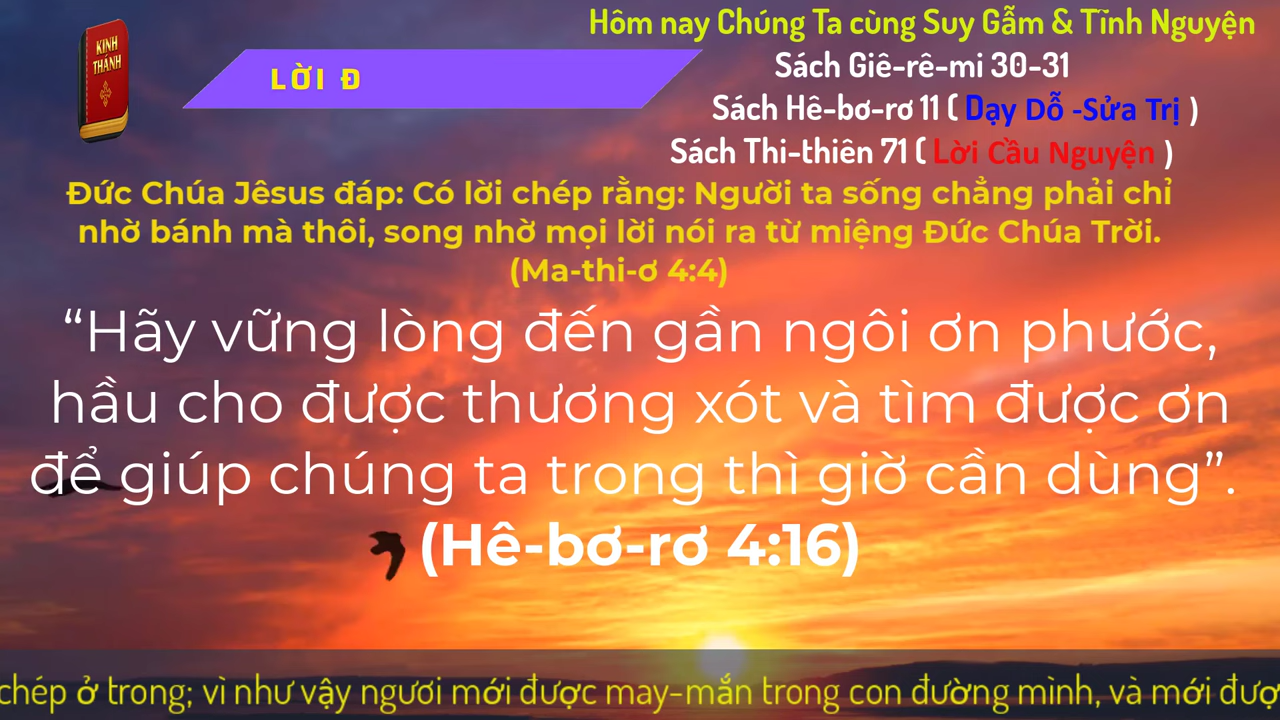 Hôm nay Chúng Ta cùng Suy Gẫm & Tĩnh Nguyện
KINH THÁNH
LỜI Đ
Sách Giê-rê-mi 30-31
Sách Hê-bơ-rơ 11 ( Dạy Dỗ -Sửa Trị )
Sách Thi-thiên 71 ( Lời Cầu Nguyện )
Đức Chúa Jêsus đáp: Có lời chép rằng: Người ta sống chẳng phải chỉ
nhờ bánh mà thôi, song nhờ mọi lời nói ra từ miệng Đức Chúa Trời.
(Ma-thi-ơ 4:4)
“Hãy vững lòng đến gần ngôi ơn phước,
hầu cho được thương xót và tìm được ơn
để giúp chúng ta trong thì giờ cần dùng”.
(Hê-bơ-rơ 4:16)
chép ở trong; vì như vậy ngươi mới được may-mắn trong con đường mình, và mới đượ